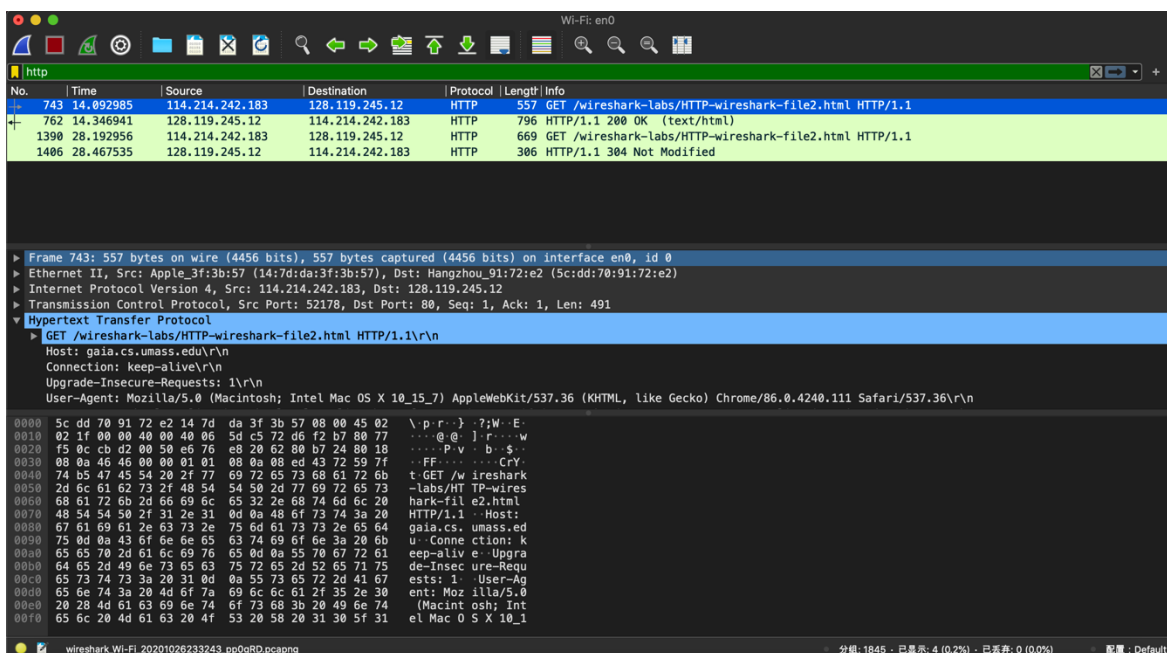 Wi-Fi: en0
http
No. Time Source Destination Protocol Length Info
743 14.092985 114.214.242.183 128.119.245.12 HTTP 557 GET /wireshark-labs/HTTP-wireshark-file2.html HTTP/1.1
762 14.346941 128.119.245.12 114.214.242.183 HTTP 796 HTTP/1.1 200 OK (text/html)
1390 28.192956 114.214.242.183 128.119.245.12 HTTP 669 GET /wireshark-labs/HTTP-wireshark-file2.html HTTP/1.1
1406 28.467535 128.119.245.12 114.214.242.183 HTTP 306 HTTP/1.1 304 Not Modified
Frame 743: 557 bytes on wire (4456 bits), 557 bytes captured (4456 bits) on interface en0, id 0
Ethernet II, Src: Apple_3f:3b:57 (14:7d:da:3f:3b:57), Dst: Hangzhou_91:72:e2 (5c:dd:70:91:72:e2)
Internet Protocol Version 4, Src: 114.214.242.183, Dst: 128.119.245.12
Transmission Control Protocol, Src Port: 52178, Dst Port: 80, Seq: 1, Ack: 1, Len: 491
Hypertext Transfer Protocol
GET /wireshark-labs/HTTP-wireshark-file2.html HTTP/1.1\r\n
Host: gaia.cs.umass.edu\r\n
Connection: keep-alive\r\n
Upgrade-Insecure-Requests: 1\r\n
User-Agent: Mozilla/5.0 (Macintosh; Intel Mac OS X 10_15_7) AppleWebKit/537.36 (KHTML, like Gecko) Chrome/86.0.4240.111 Safari/537.36\r\n
0000 5c dd 70 91 72 e2 14 7d da 3f 3b 57 08 00 45 02 \·p·r··} ·?;W··E·
0010 02 1f 00 00 40 00 40 06 5d c5 72 d6 f2 b7 80 77 ····@·@· ]·r····w
0020 f5 0c cb d2 00 50 e6 76 e8 20 62 80 b7 24 80 18 ·····P·v · b··$··
0030 08 0a 46 46 00 00 01 01 08 0a 08 ed 43 72 59 7f ··FF···· ····CrY·
0040 74 b5 47 45 54 20 2f 77 69 72 65 73 68 61 72 6b t·GET /w ireshark
0050 2d 6c 61 62 73 2f 48 54 54 50 2d 77 69 72 65 73 -labs/HT TP-wires
0060 68 61 72 6b 2d 66 69 6c 65 32 2e 68 74 6d 6c 20 hark-fil e2.html
0070 48 54 54 50 2f 31 2e 31 0d 0a 48 6f 73 74 3a 20 HTTP/1.1 ··Host:
0080 67 61 69 61 2e 63 73 2e 75 6d 61 73 73 2e 65 64 gaia.cs. umass.ed
0090 75 0d 0a 43 6f 6e 6e 65 63 74 69 6f 6e 3a 20 6b u··Conne ction: k
00a0 65 65 70 2d 61 6c 69 76 65 0d 0a 55 70 67 72 61 eep-aliv e··Upgra
00b0 64 65 2d 49 6e 73 65 63 75 72 65 2d 52 65 71 75 de-Insec ure-Requ
00c0 65 73 74 73 3a 20 31 0d 0a 55 73 65 72 2d 41 67 ests: 1· ·User-Ag
00d0 65 6e 74 3a 20 4d 6f 7a 69 6c 6c 61 2f 35 2e 30 ent: Moz illa/5.0
00e0 20 28 4d 61 63 69 6e 74 6f 73 68 3b 20 49 6e 74 (Macint osh; Int
00f0 65 6c 20 4d 61 63 20 4f 53 20 58 20 31 30 5f 31 el Mac O S X 10_1
wireshark_Wi-Fi_20201026233243_pp0qRD.pcapng 分组: 1845 · 已显示: 4 (0.2%) · 已丢弃: 0 (0.0%) 配置: Default